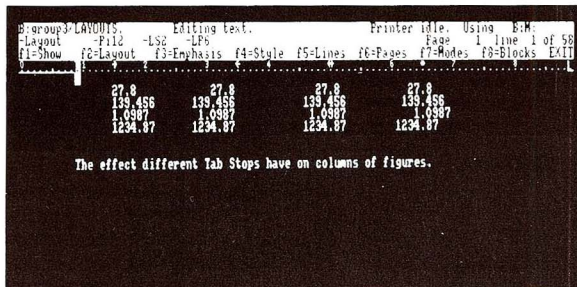 B:group3/LAYOUTS. Editing text. Printer idle. Using B:M:
-Layout -Pi12 -LS2 -LP6 Page 1 line 1 of 58
f1=Show f2=Layout f3=Emphasis f4=Style f5=Lines f6=Pages f7=Modes f8=Blocks EXIT
27.8 27.8 27.8 27.8
139.456 139.456 139.456 139.456
1.0987 1.0987 1.0987 1.0987
1234.87 1234.87 1234.87 1234.87
The effect different Tab Stops have on columns of figures.